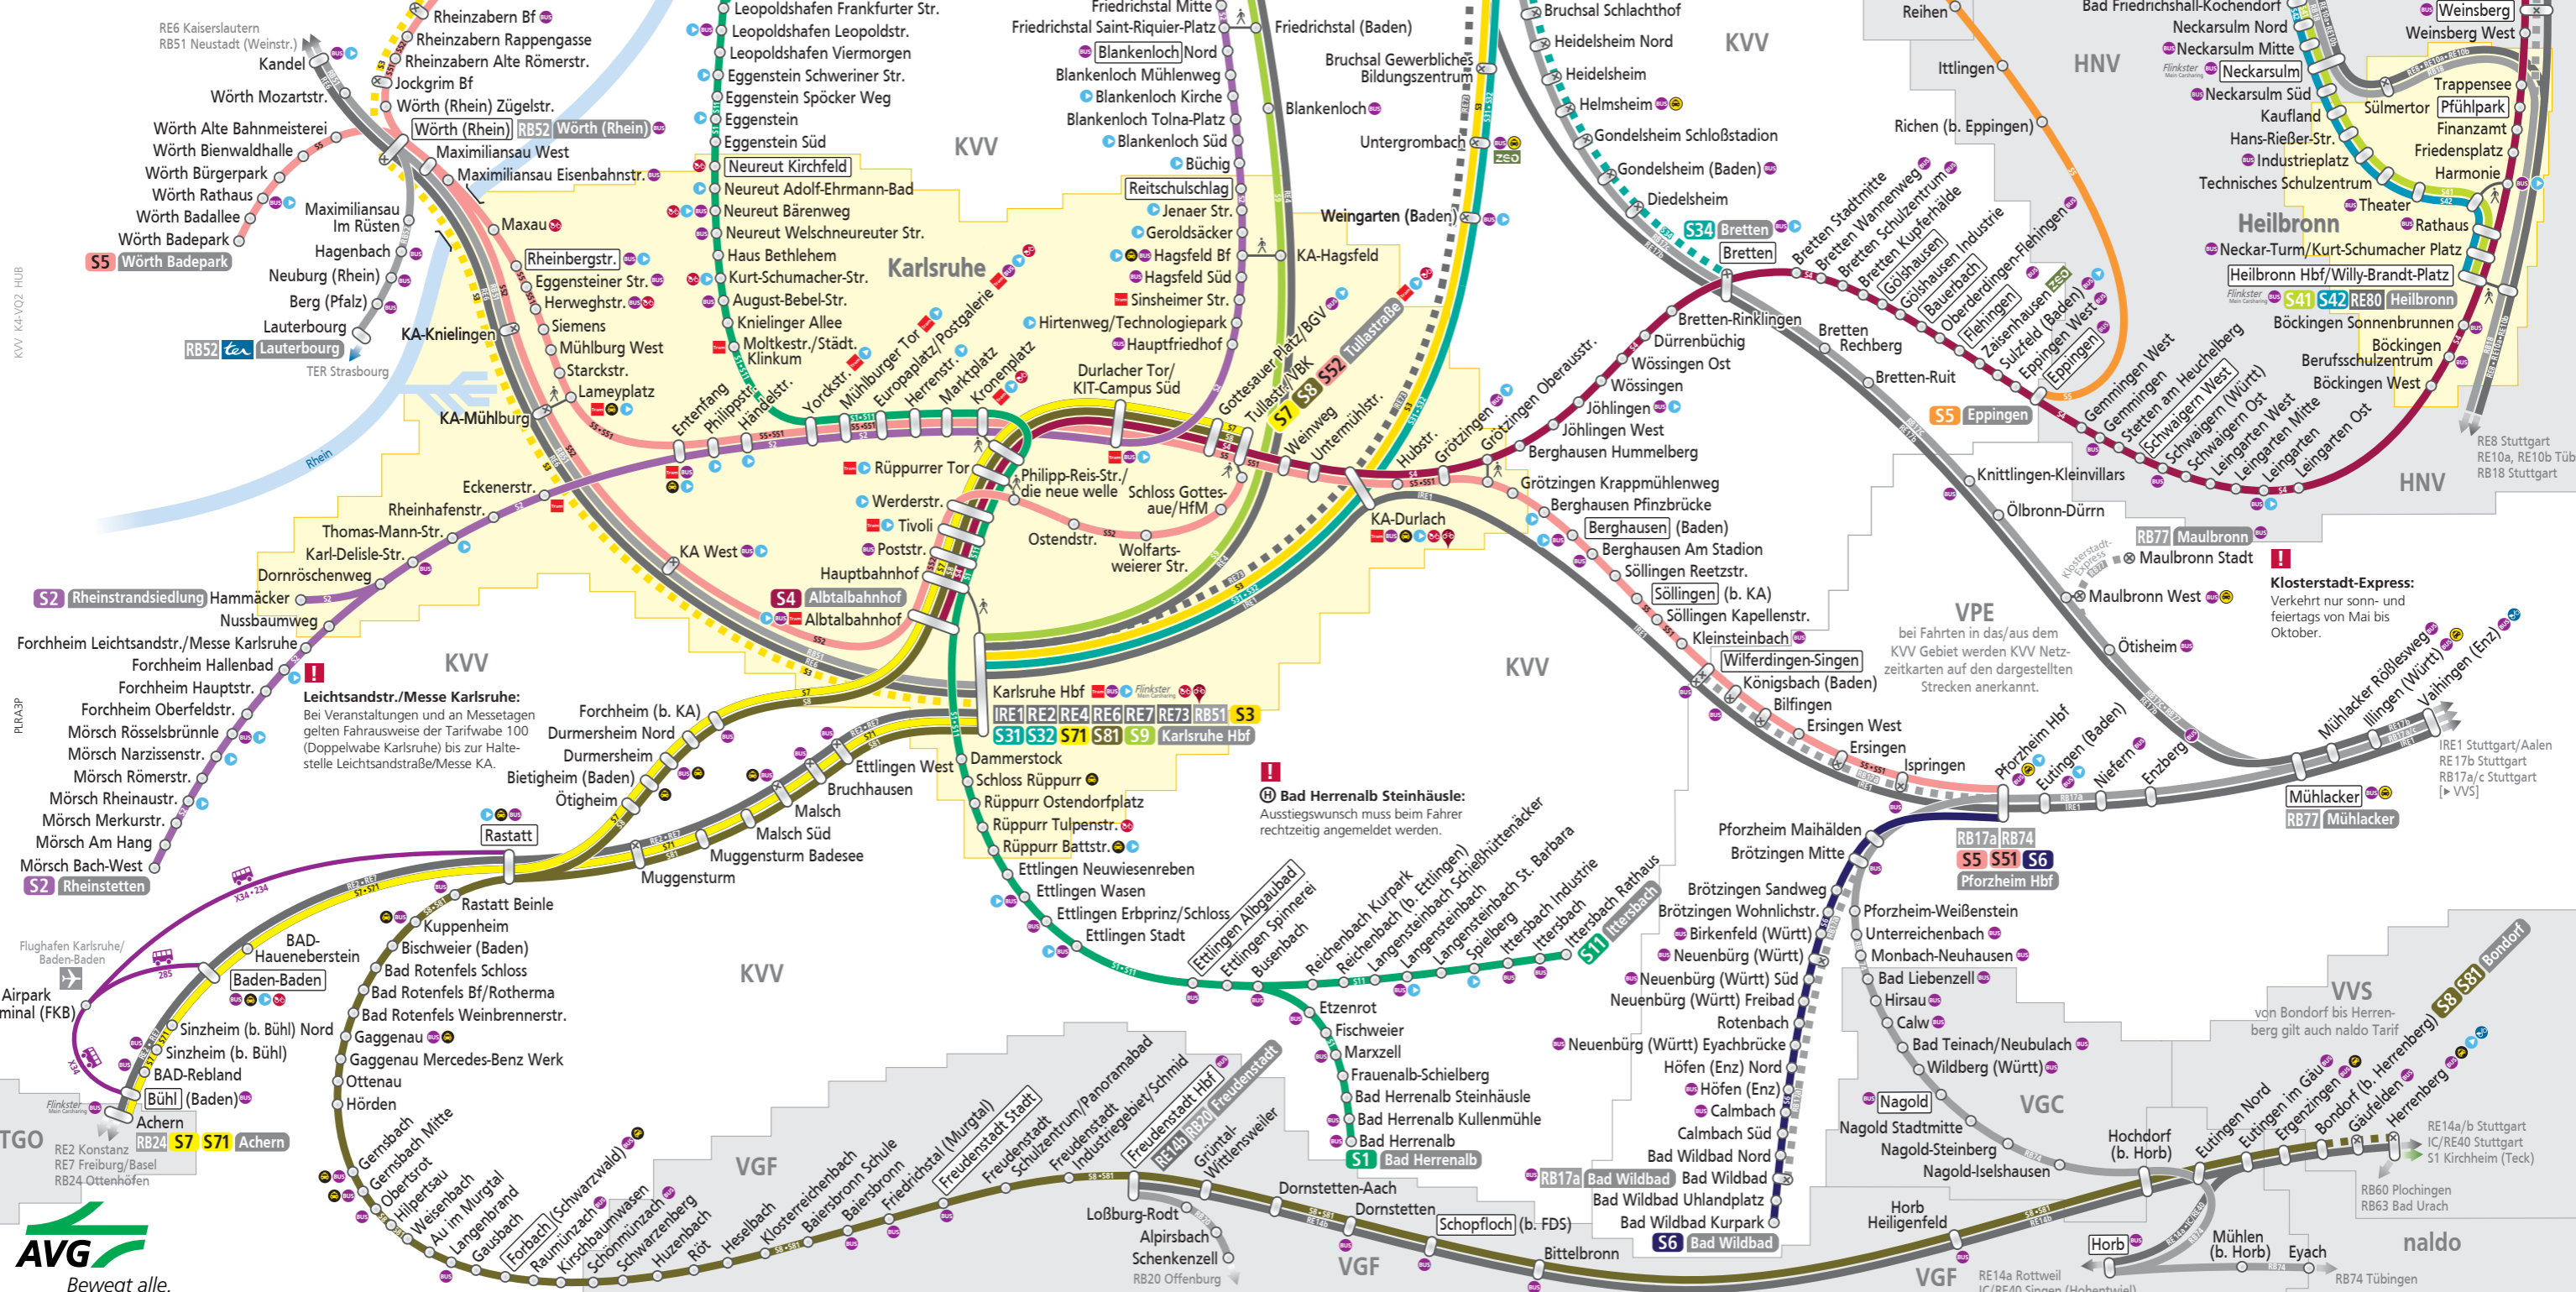 RE6 Kaiserslautern
RB51 Neustadt (Weinstr.)
Kandel
Wörth Mozartstr.
Wörth Alte Bahnmeisterei
Wörth Bienwaldhalle
Wörth Bürgerpark
Wörth Rathaus
Wörth Badallee
Wörth Badepark
S5 Wörth Badepark
Rheinzabern Bf
Rheinzabern Rappengasse
Rheinzabern Alte Römerstr.
Jockgrim Bf
Wörth (Rhein) Zügelstr.
Wörth (Rhein) RB52 Wörth (Rhein)
Maximiliansau West
Maximiliansau Eisenbahnstr.
Maximiliansau
Im Rüsten
Hagenbach
Neuburg (Rhein)
Berg (Pfalz)
Lauterbourg
RB52 ter Lauterbourg
TER Strasbourg
Rhein
KVV K4-VQ2 HUB
PLRA3P
Maxau
Rheinbergstr.
Eggensteiner Str.
Herweghstr.
Siemens
Mühlburg West
Starckstr.
Lameyplatz
KA-Knielingen
KA-Mühlburg
KA West
Leopoldshafen Frankfurter Str.
Leopoldshafen Leopoldstr.
Leopoldshafen Viermorgen
Eggenstein Schweriner Str.
Eggenstein Spöcker Weg
Eggenstein
Eggenstein Süd
Neureut Kirchfeld
Neureut Adolf-Ehrmann-Bad
Neureut Bärenweg
Neureut Welschneureuter Str.
Haus Bethlehem
Kurt-Schumacher-Str.
August-Bebel-Str.
Knielinger Allee
Moltkestr./Städt.
Klinkum
KVV
Karlsruhe
Friedrichstal Mitte
Friedrichstal Saint-Riquier-Platz
Blankenloch Nord
Blankenloch Mühlenweg
Blankenloch Kirche
Blankenloch Tolna-Platz
Blankenloch Süd
Büchig
Reitschulschlag
Jenaer Str.
Geroldsäcker
Hagsfeld Bf
Hagsfeld Süd
Sinsheimer Str.
Hirtenweg/Technologiepark
Hauptfriedhof
Friedrichstal (Baden)
Blankenloch
KA-Hagsfeld
Bruchsal Gewerbliches
Bildungszentrum
Untergrombach
zeo
Weingarten (Baden)
Bruchsal Schlachthof
Heidelsheim Nord
Heidelsheim
Helmsheim
Gondelsheim Schloßstadion
Gondelsheim (Baden)
Diedelsheim
S34 Bretten
Bretten
KVV
Entenfang
Philippstr.
Händelstr.
Yorckstr.
Mühlburger Tor
Europaplatz/Postgalerie
Herrenstr.
Marktplatz
Kronenplatz
Durlacher Tor/
KIT-Campus Süd
Gottesauer Platz/BGV
Tullastr./VBK
S7 S8 S52 Tullastraße
Weinweg
Untermühlstr.
Hubstr.
Grötzingen
Grötzingen Oberausstr.
Rüppurrer Tor
Werderstr.
Tivoli
Poststr.
Hauptbahnhof
S4 Albtalbahnhof
Albtalbahnhof
Philipp-Reis-Str./
die neue welle
Schloss Gottes-
aue/HfM
Ostendstr.
Wolfarts-
weierer Str.
KA-Durlach
Eckenerstr.
Rheinhafenstr.
Thomas-Mann-Str.
Karl-Delisle-Str.
Dornröschenweg
S2 Rheinstrandsiedlung Hammäcker
Nussbaumweg
Forchheim Leichtsandstr./Messe Karlsruhe
Forchheim Hallenbad
Forchheim Hauptstr.
Forchheim Oberfeldstr.
Mörsch Rösselsbrünnle
Mörsch Narzissenstr.
Mörsch Römerstr.
Mörsch Rheinaustr.
Mörsch Merkurstr.
Mörsch Am Hang
Mörsch Bach-West
S2 Rheinstetten
KVV
Leichtsandstr./Messe Karlsruhe:
Bei Veranstaltungen und an Messetagen
gelten Fahrausweise der Tarifwabe 100
(Doppelwabe Karlsruhe) bis zur Halte-
stelle Leichtsandstraße/Messe KA.
Karlsruhe Hbf
IRE1 RE2 RE4 RE6 RE7 RE73 RB51 S3
S31 S32 S71 S81 S9 Karlsruhe Hbf
Forchheim (b. KA)
Durmersheim Nord
Durmersheim
Bietigheim (Baden)
Ötigheim
Rastatt
Ettlingen West
Bruchhausen
Malsch
Malsch Süd
Muggensturm Badesee
Muggensturm
X34•234
285
X34
Flughafen Karlsruhe/
Baden-Baden
Airpark
minal (FKB)
BAD-
Haueneberstein
Baden-Baden
Sinzheim (b. Bühl) Nord
Sinzheim (b. Bühl)
BAD-Rebland
Bühl (Baden)
Achern
RB24 S7 S71 Achern
TGO
RE2 Konstanz
RE7 Freiburg/Basel
RB24 Ottenhöfen
AVG
Bewegt alle.
Rastatt Beinle
Kuppenheim
Bischweier (Baden)
Bad Rotenfels Schloss
Bad Rotenfels Bf/Rotherma
Bad Rotenfels Weinbrennerstr.
Gaggenau
Gaggenau Mercedes-Benz Werk
Ottenau
Hörden
Gernsbach
Gernsbach Mitte
Obertsrot
Hilpertsau
Weisenbach
Au im Murgtal
Langenbrand
Gausbach
Forbach (Schwarzwald)
Raumünzach
Kirschbaumwasen
Schönmünzach
Schwarzenberg
Huzenbach
Röt
Heselbach
Klosterreichenbach
Baiersbronn Schule
Baiersbronn
Friedrichstal (Murgtal)
Freudenstadt Stadt
Freudenstadt
Schulzentrum/Panoramabad
Freudenstadt
Industriegebiet/Schmid
Freudenstadt Hbf
RE14b RB20 Freudenstadt
VGF
Grüntal-
Wittlensweiler
Dornstetten-Aach
Dornstetten
Schopfloch (b. FDS)
Bittelbronn
Loßburg-Rodt
Alpirsbach
Schenkenzell
RB20 Offenburg
VGF
Dammerstock
Schloss Rüppurr
Rüppurr Ostendorfplatz
Rüppurr Tulpenstr.
Rüppurr Battstr.
Ettlingen Neuwiesenreben
Ettlingen Wasen
Ettlingen Erbprinz/Schloss
Ettlingen Stadt
KVV
Ettlingen Albgaubad
Ettlingen Spinnerei
Busenbach
Reichenbach Kurpark
Reichenbach (b. Ettlingen)
Langensteinbach Schießhüttenäcker
Langensteinbach
Langensteinbach St. Barbara
Spielberg
Ittersbach Industrie
Ittersbach
Ittersbach Rathaus
S11 Ittersbach
Etzenrot
Fischweier
Marxzell
Frauenalb-Schielberg
Bad Herrenalb Steinhäusle
Bad Herrenalb Kullenmühle
Bad Herrenalb
S1 Bad Herrenalb
Bad Herrenalb Steinhäusle:
Ausstiegswunsch muss beim Fahrer
rechtzeitig angemeldet werden.
Bretten-Rinklingen
Dürrenbüchig
Wössingen Ost
Wössingen
Jöhlingen
Jöhlingen West
Berghausen Hummelberg
Grötzingen Krappmühlenweg
Berghausen Pfinzbrücke
Berghausen (Baden)
Berghausen Am Stadion
Söllingen Reetzstr.
Söllingen (b. KA)
Söllingen Kapellenstr.
Kleinsteinbach
Wilferdingen-Singen
Königsbach (Baden)
Bilfingen
Ersingen West
Ersingen
Ispringen
Pforzheim Hbf
Eutingen (Baden)
Niefern
Enzberg
KVV
RB17a RB74
S5 S51 S6
Pforzheim Hbf
Pforzheim Maihälden
Brötzingen Mitte
Brötzingen Sandweg
Brötzingen Wohnlichstr.
Birkenfeld (Württ)
Neuenbürg (Württ)
Neuenbürg (Württ) Süd
Neuenbürg (Württ) Freibad
Rotenbach
Neuenbürg (Württ) Eyachbrücke
Höfen (Enz) Nord
Höfen (Enz)
Calmbach
Calmbach Süd
Bad Wildbad Nord
RB17a Bad Wildbad Bad Wildbad
Bad Wildbad Uhlandplatz
Bad Wildbad Kurpark
S6 Bad Wildbad
Pforzheim-Weißenstein
Unterreichenbach
Monbach-Neuhausen
Bad Liebenzell
Hirsau
Calw
Bad Teinach/Neubulach
Wildberg (Württ)
Nagold
Nagold Stadtmitte
Nagold-Steinberg
Nagold-Iselshausen
VGC
Hochdorf
(b. Horb)
Horb
Heiligenfeld
Horb
Mühlen
(b. Horb)
Eyach
VGF
RE14a Rottweil
IC/RE40 Singen (Hohentwiel)
RB74 Tübingen
naldo
Eutingen Nord
Eutingen im Gäu
Ergenzingen
Bondorf (b. Herrenberg)
Gäufelden
Herrenberg
S8 S81 Bondorf
VVS
von Bondorf bis Herren-
berg gilt auch naldo Tarif
RE14a/b Stuttgart
IC/RE40 Stuttgart
S1 Kirchheim (Teck)
RB60 Plochingen
RB63 Bad Urach
Bretten Stadtmitte
Bretten Wannenweg
Bretten Schulzentrum
Bretten Kupferhälde
Gölshausen
Gölshausen Industrie
Bauerbach
Oberderdingen-Flehingen
Flehingen
Zaisenhausen
zeo
Sulzfeld (Baden)
Eppingen West
Eppingen
S5 Eppingen
Reihen
Ittlingen
Richen (b. Eppingen)
Gemmingen West
Gemmingen
Stetten am Heuchelberg
Schwaigern West
Schwaigern (Württ)
Schwaigern Ost
Leingarten West
Leingarten Mitte
Leingarten
Leingarten Ost
HNV
Bretten
Rechberg
Bretten-Ruit
Knittlingen-Kleinvillars
Ölbronn-Dürrn
RB77 Maulbronn
Maulbronn Stadt
Klosterstadt-
Express
Maulbronn West
Ötisheim
Klosterstadt-Express:
Verkehrt nur sonn- und
feiertags von Mai bis
Oktober.
VPE
bei Fahrten in das/aus dem
KVV Gebiet werden KVV Netz-
zeitkarten auf den dargestellten
Strecken anerkannt.
Mühlacker
RB77 Mühlacker
Mühlacker Rößlesweg
Illingen (Württ)
Vaihingen (Enz)
IRE1 Stuttgart/Aalen
RE17b Stuttgart
RB17a/c Stuttgart
[▸ VVS]
HNV
Bad Friedrichshall-Kochendorf
Neckarsulm Nord
Neckarsulm Mitte
Neckarsulm
Neckarsulm Süd
Kaufland
Hans-Rießer-Str.
Industrieplatz
Technisches Schulzentrum
Theater
Heilbronn
Rathaus
Neckar-Turm/Kurt-Schumacher Platz
Heilbronn Hbf/Willy-Brandt-Platz
S41 S42 RE80 Heilbronn
Böckingen Sonnenbrunnen
Böckingen
Berufsschulzentrum
Böckingen West
Weinsberg
Weinsberg West
Sülmertor
Trappensee
Pfühlpark
Finanzamt
Friedensplatz
Harmonie
RE8 Stuttgart
RE10a, RE10b Tüb
RB18 Stuttgart